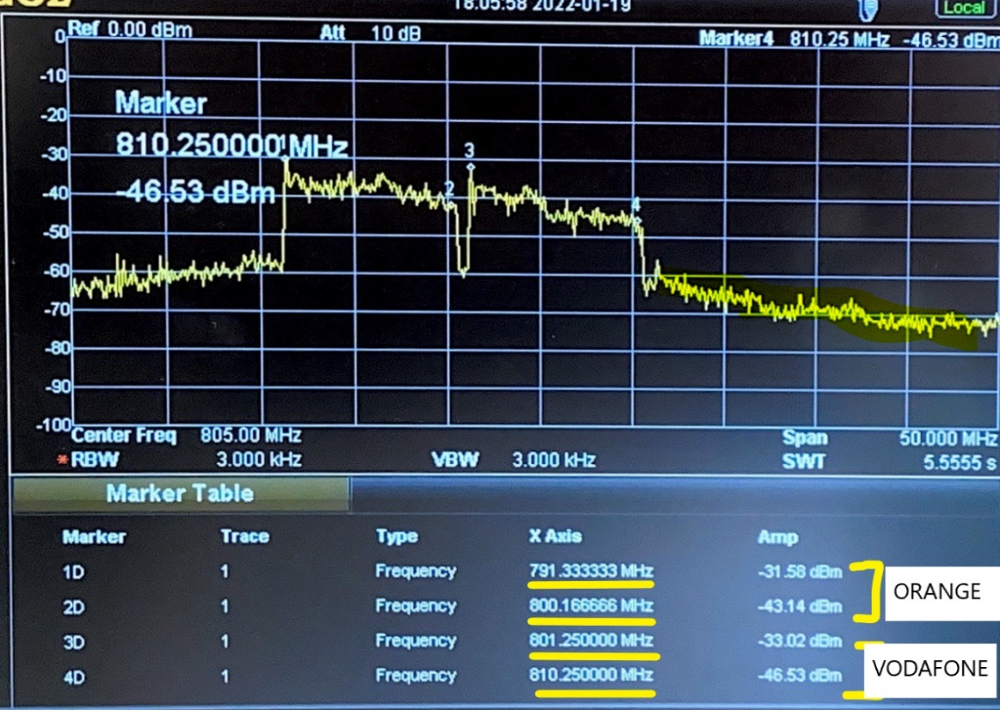 18:05:58 2022-01-19
Local
Ref 0.00 dBm Att 10 dB Marker4 810.25 MHz -46.53 dBm
0
-10
Marker
-20
810.250000 MHz
1
3
-30
-46.53 dBm
2
4
-40
-50
-60
-70
-80
-90
-100
Center Freq 805.00 MHz Span 50.000 MHz
*RBW 3.000 kHz VBW 3.000 kHz SWT 5.5555 s
Marker Table
Marker Trace Type X Axis Amp
1D 1 Frequency 791.333333 MHz -31.58 dBm
ORANGE
2D 1 Frequency 800.166666 MHz -43.14 dBm
3D 1 Frequency 801.250000 MHz -33.02 dBm
VODAFONE
4D 1 Frequency 810.250000 MHz -46.53 dBm